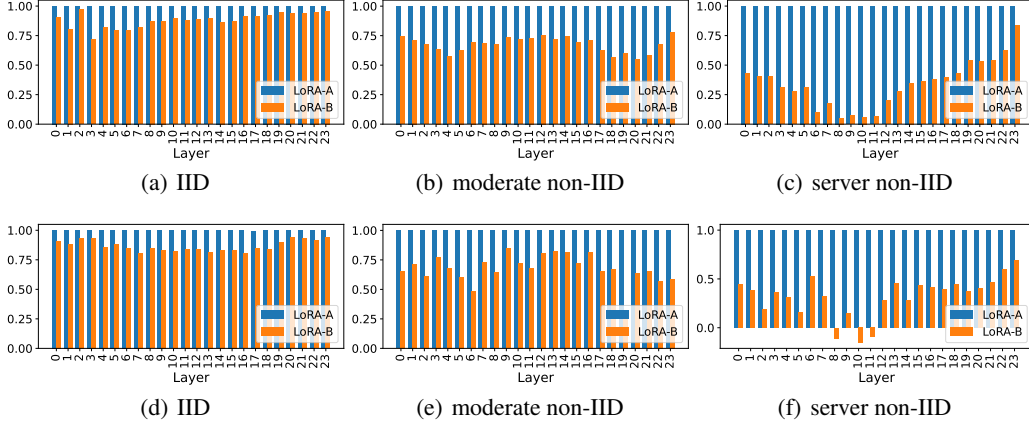 1.00
0.75
0.50
0.25
0.00
LoRA-A
LoRA-B
0 1 2 3 4 5 6 7 8 9 10 11 12 13 14 15 16 17 18 19 20 21 22 23
Layer
(a) IID
1.00
0.75
0.50
0.25
0.00
LoRA-A
LoRA-B
0 1 2 3 4 5 6 7 8 9 10 11 12 13 14 15 16 17 18 19 20 21 22 23
Layer
(b) moderate non-IID
1.00
0.75
0.50
0.25
0.00
LoRA-A
LoRA-B
0 1 2 3 4 5 6 7 8 9 10 11 12 13 14 15 16 17 18 19 20 21 22 23
Layer
(c) server non-IID
1.00
0.75
0.50
0.25
0.00
LoRA-A
LoRA-B
0 1 2 3 4 5 6 7 8 9 10 11 12 13 14 15 16 17 18 19 20 21 22 23
Layer
(d) IID
1.00
0.75
0.50
0.25
0.00
LoRA-A
LoRA-B
0 1 2 3 4 5 6 7 8 9 10 11 12 13 14 15 16 17 18 19 20 21 22 23
Layer
(e) moderate non-IID
1.0
0.5
0.0
LoRA-A
LoRA-B
0 1 2 3 4 5 6 7 8 9 10 11 12 13 14 15 16 17 18 19 20 21 22 23
Layer
(f) server non-IID